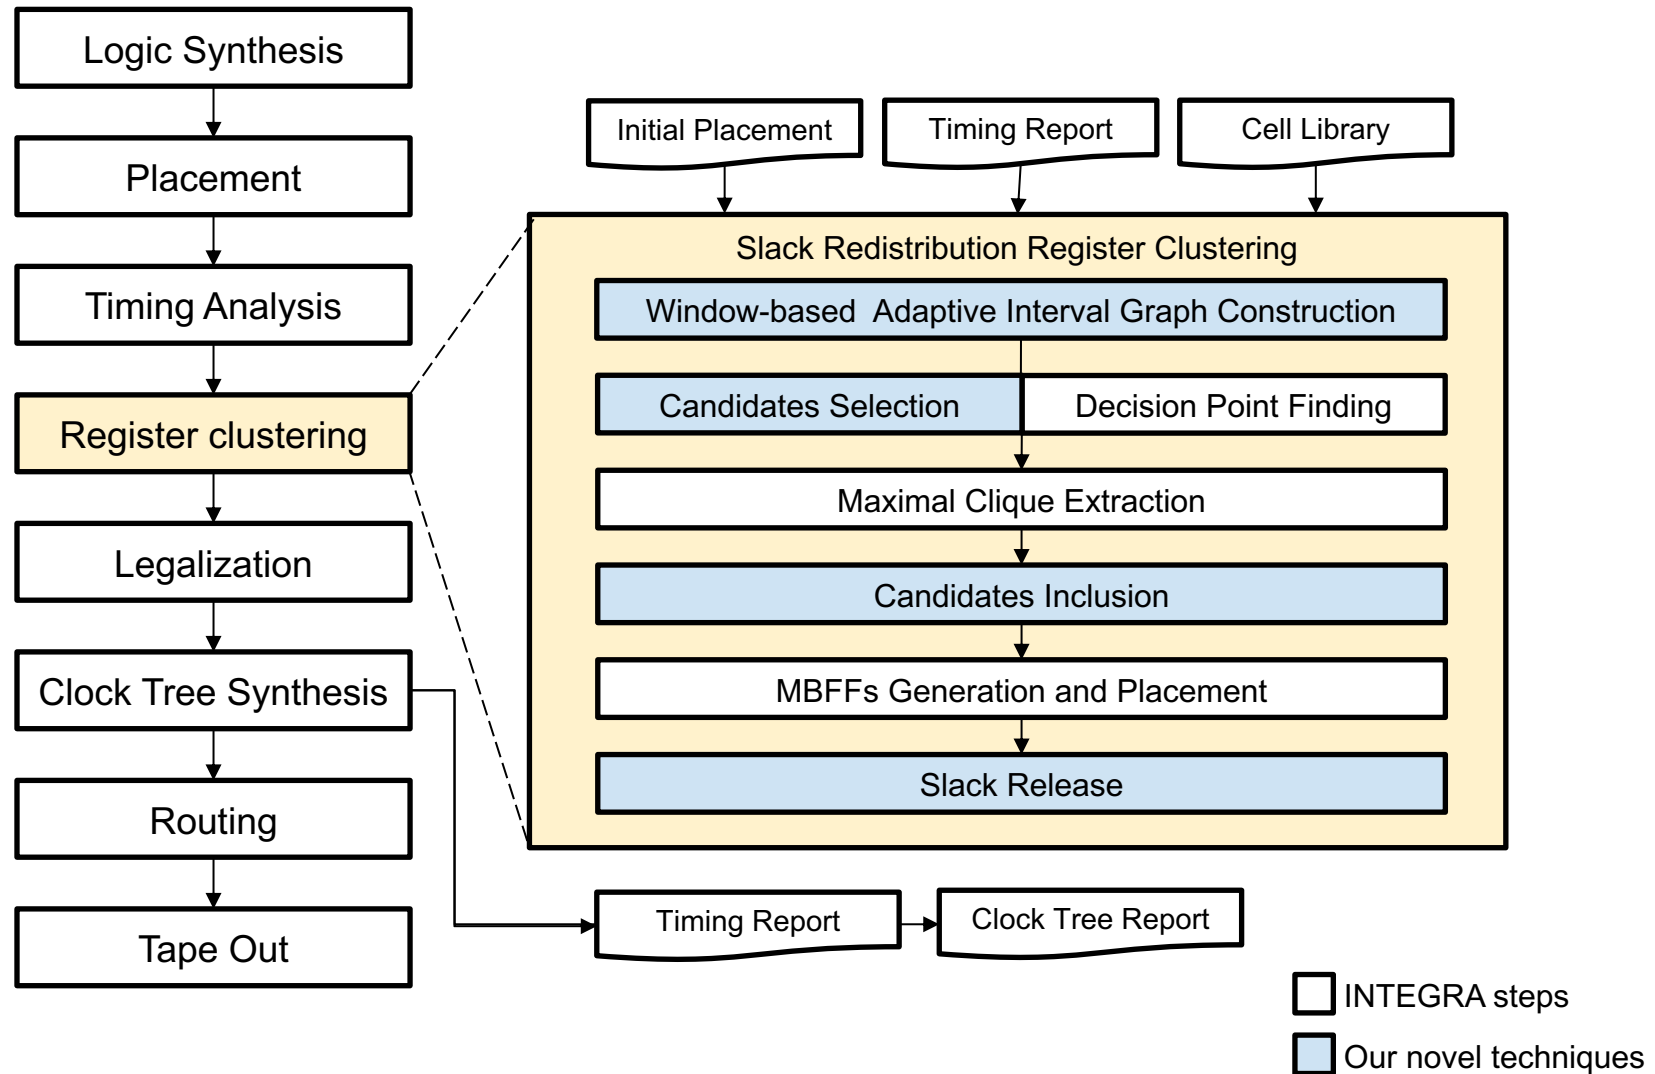 Logic Synthesis
Placement
Timing Analysis
Register clustering
Legalization
Clock Tree Synthesis
Routing
Tape Out
Initial Placement
Timing Report
Cell Library
Slack Redistribution Register Clustering
Window-based Adaptive Interval Graph Construction
Candidates Selection
Decision Point Finding
Maximal Clique Extraction
Candidates Inclusion
MBFFs Generation and Placement
Slack Release
Timing Report
Clock Tree Report
INTEGRA steps
Our novel techniques